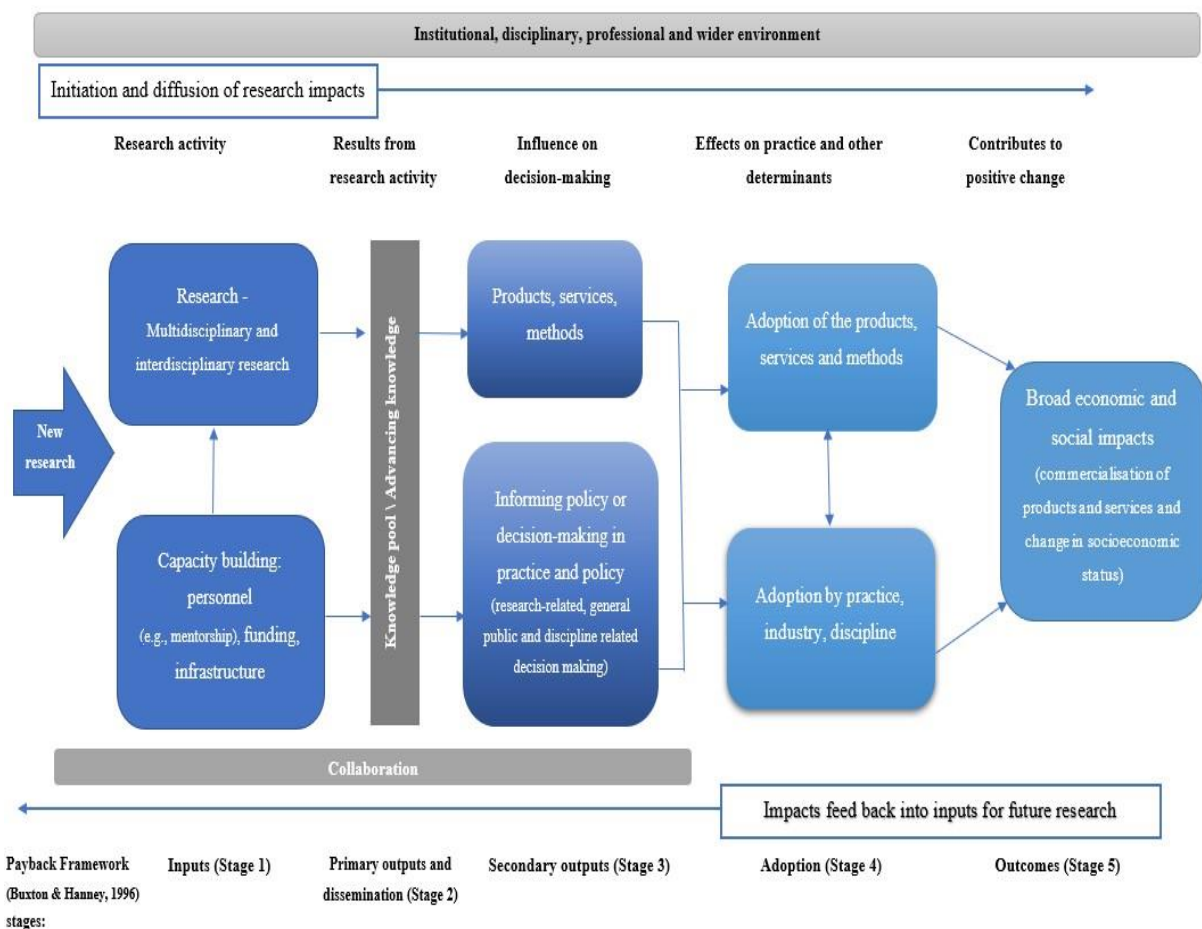 Institutional, disciplinary, professional and wider environment
Initiation and diffusion of research impacts
Research activity
Results from
research activity
Influence on
decision-making
Effects on practice and other
determinants
Contributes to
positive change
New
research
Research -
Multidisciplinary and
interdisciplinary research
Capacity building:
personnel
(e.g., mentorship), funding,
infrastructure
Knowledge pool \ Advancing knowledge
Products, services,
methods
Informing policy or
decision-making in
practice and policy
(research-related, general
public and discipline related
decision making)
Adoption of the products,
services and methods
Adoption by practice,
industry, discipline
Broad economic and
social impacts
(commercialisation of
products and services and
change in socioeconomic
status)
Collaboration
Impacts feed back into inputs for future research
Payback Framework
(Buxton & Hanney, 1996)
stages:
Inputs (Stage 1)
Primary outputs and
dissemination (Stage 2)
Secondary outputs (Stage 3)
Adoption (Stage 4)
Outcomes (Stage 5)